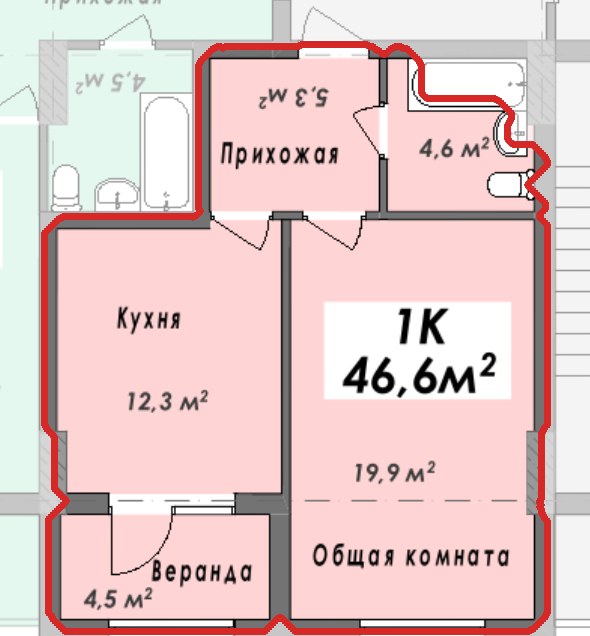 Прихожая
4,5 м²
5,3 м²
Прихожая
4,6 м²
Кухня
12,3 м²
1К
46,6м²
19,9 м²
Общая комната
Веранда
4,5 м²